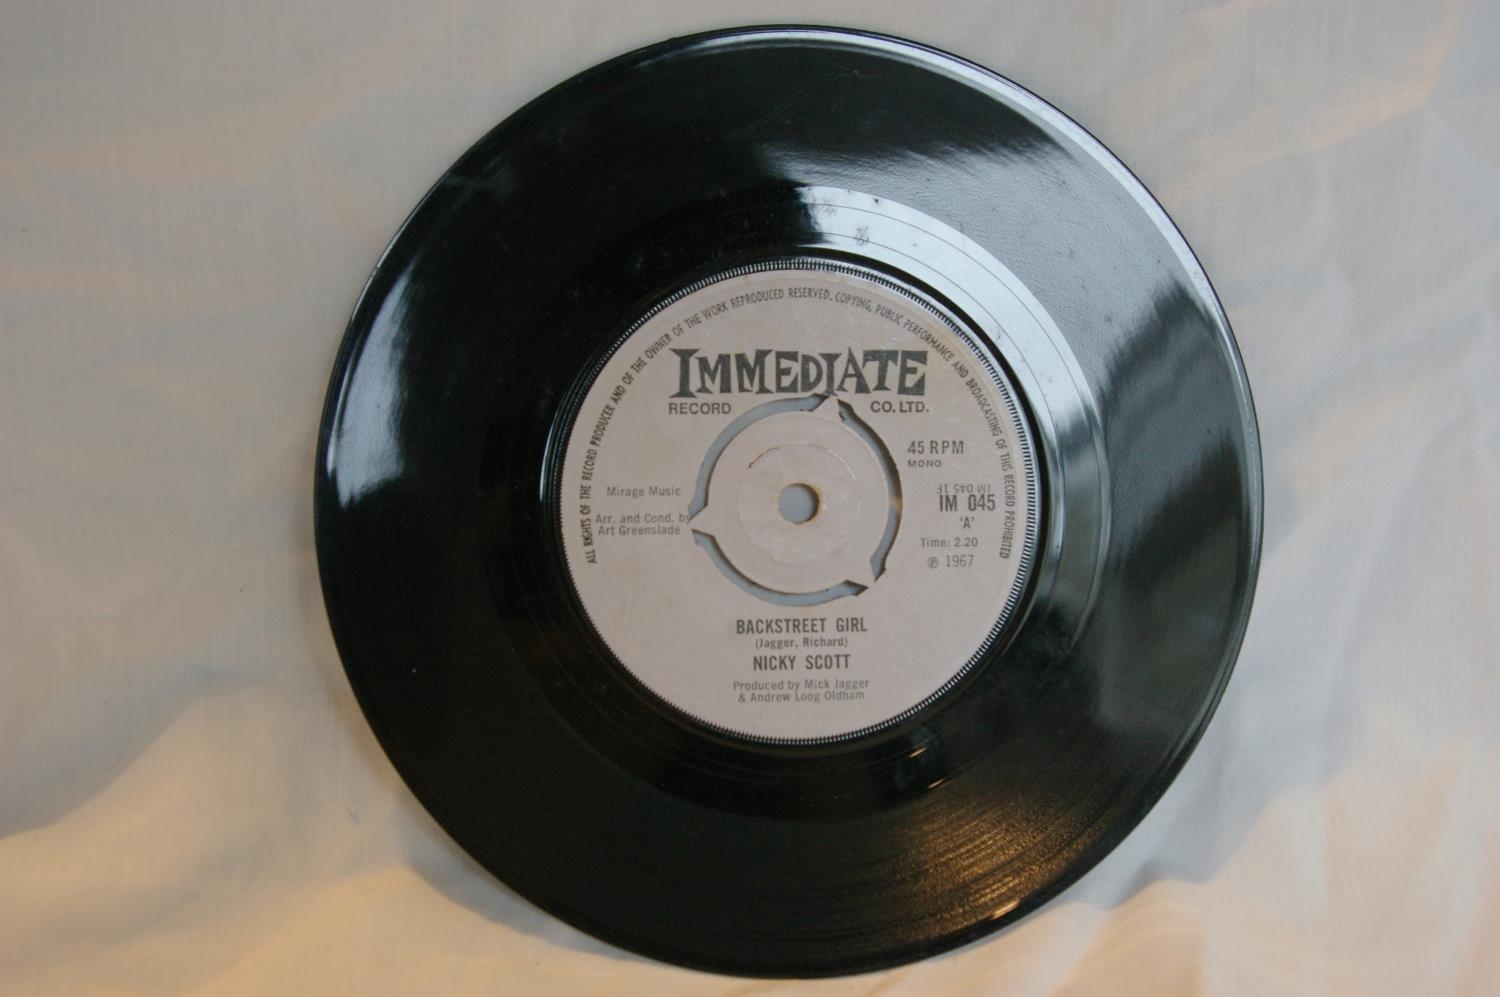 ALL RIGHTS OF THE RECORD PRODUCER AND OF THE OWNER OF THE WORK REPRODUCED RESERVED. COPYING, PUBLIC PERFORMANCE AND BROADCASTING OF THIS RECORD PROHIBITED
IMMEDIATE
RECORD CO. LTD.
45 RPM
MONO
Mirage Music
Arr. and Cond. by
Art Greenslade
IM 045 1F
IM 045
'A'
Time: 2.20
℗ 1967
BACKSTREET GIRL
(Jagger, Richard)
NICKY SCOTT
Produced by Mick Jagger
& Andrew Loog Oldham